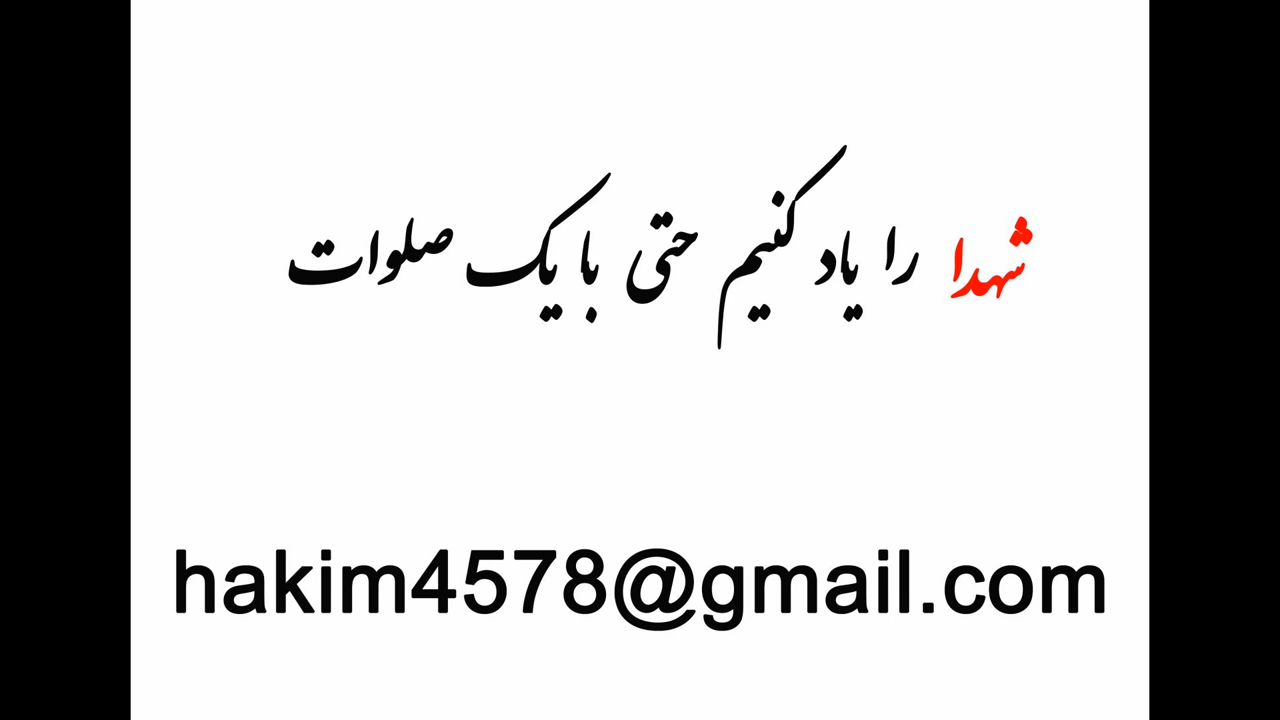 شهدا را یاد کنیم حتی با یک صلوات
hakim4578@gmail.com